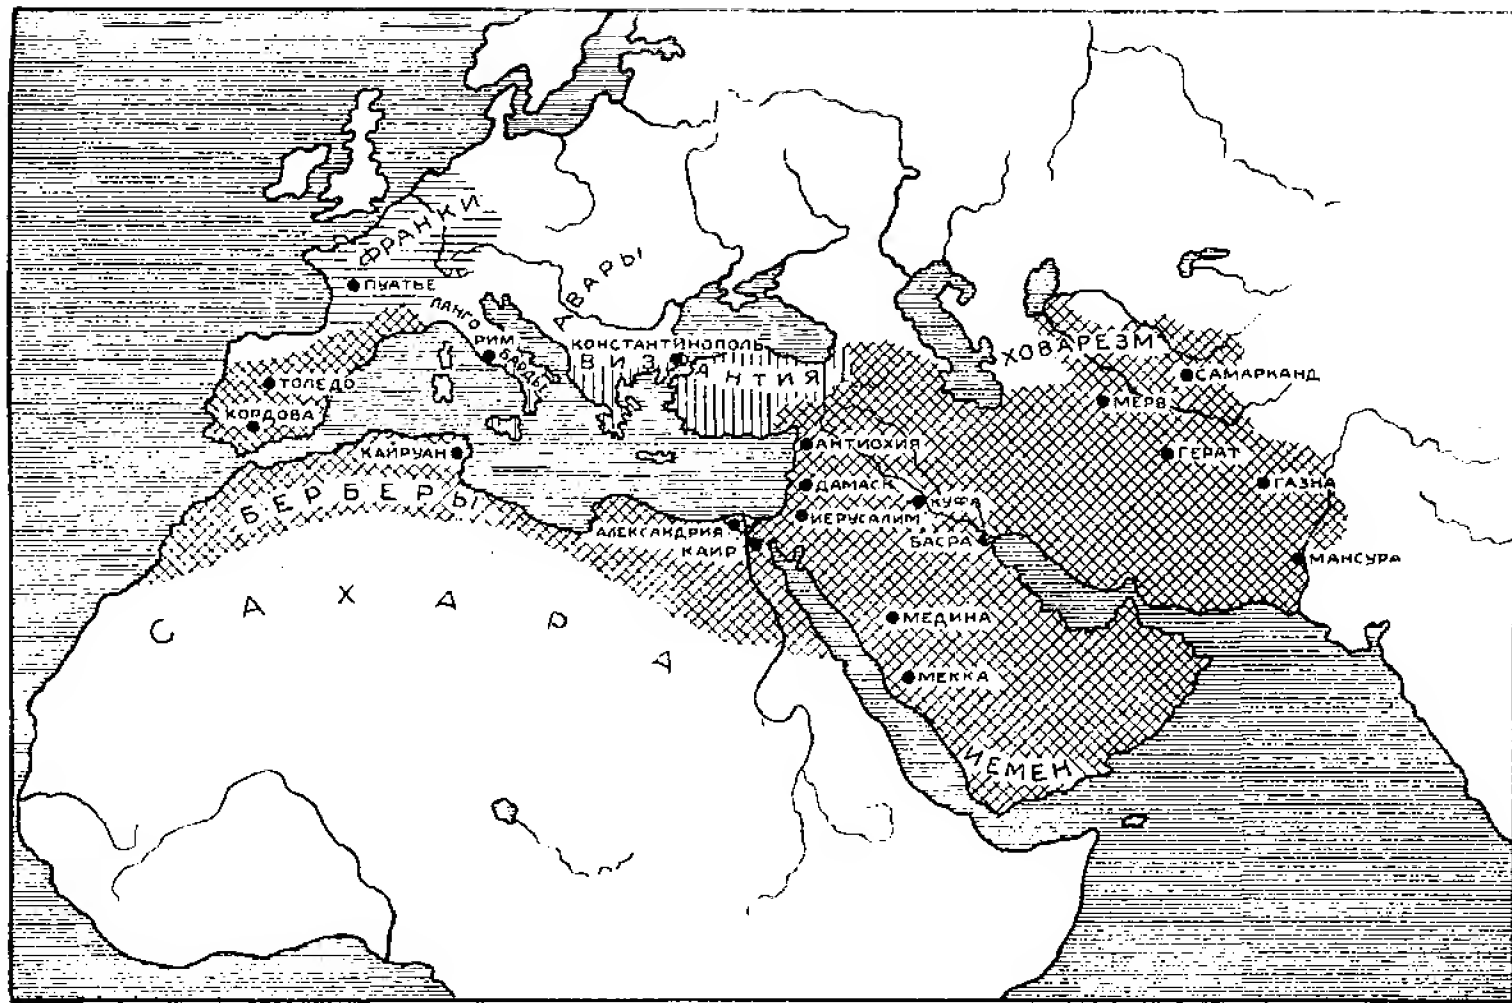 ФРАНКИ
ПУАТЬЕ
АВАРЫ
ЛАНГО
БАРДЫ
РИМ
КОНСТАНТИНОПОЛЬ
ВИЗАНТИЯ
ХОВАРЕЗМ
САМАРКАНД
МЕРВ
ГЕРАТ
ГАЗНА
МАНСУРА
ТОЛЕДО
КОРДОВА
КАЙРУАН
БЕРБЕРЫ
АНТИОХИЯ
ДАМАСК
КУФА
ИЕРУСАЛИМ
БАСРА
АЛЕКСАНДРИЯ
КАИР
САХАРА
МЕДИНА
МЕККА
ИЕМЕН